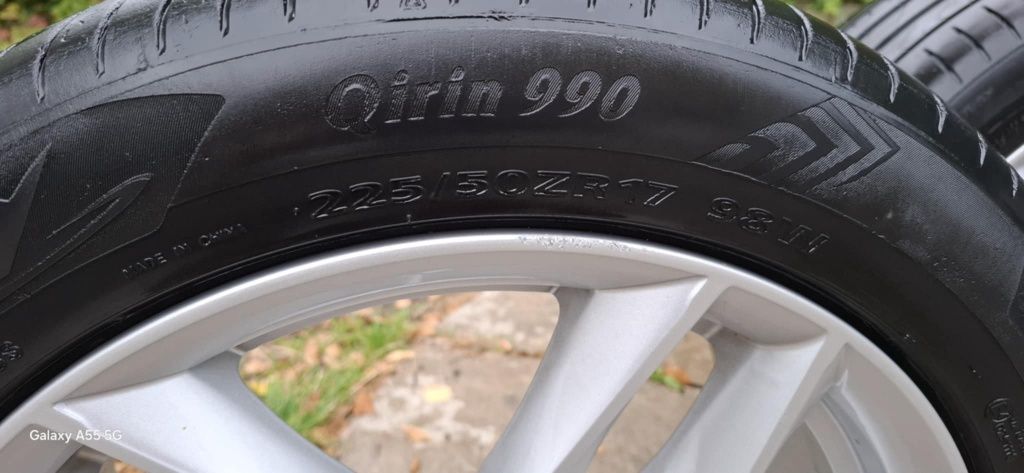 Qirin 990
225/50ZR17 98W
MADE IN CHINA
Galaxy A55 5G